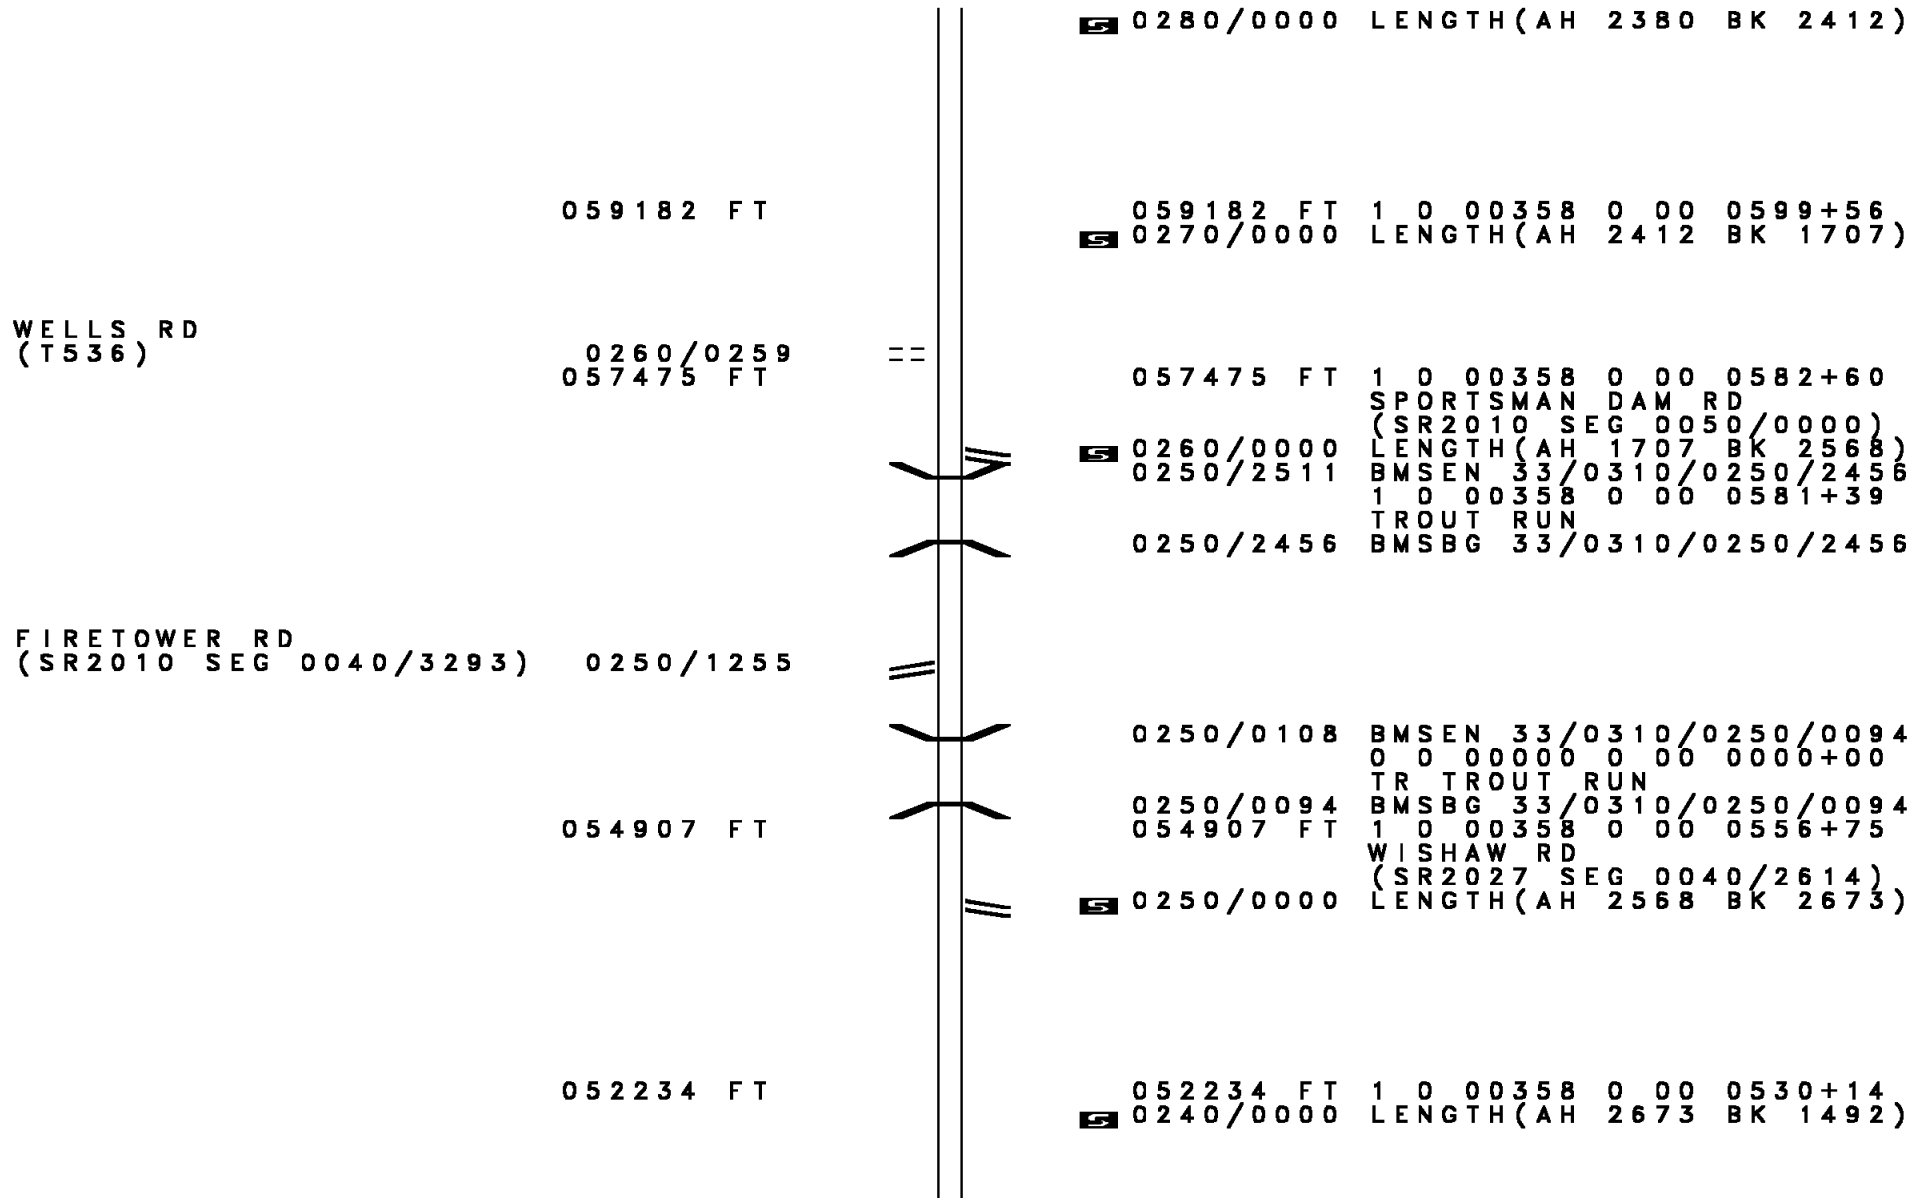 S 0280/0000 LENGTH(AH 2380 BK 2412)
059182 FT 059182 FT 1 0 00358 0 00 0599+56
S 0270/0000 LENGTH(AH 2412 BK 1707)
WELLS RD
(T536) 0260/0259
057475 FT 057475 FT 1 0 00358 0 00 0582+60
SPORTSMAN DAM RD
(SR2010 SEG 0050/0000)
S 0260/0000 LENGTH(AH 1707 BK 2568)
0250/2511 BMSEN 33/0310/0250/2456
1 0 00358 0 00 0581+39
TROUT RUN
0250/2456 BMSBG 33/0310/0250/2456
FIRETOWER RD
(SR2010 SEG 0040/3293) 0250/1255
0250/0108 BMSEN 33/0310/0250/0094
0 0 00000 0 00 0000+00
TR TROUT RUN
0250/0094 BMSBG 33/0310/0250/0094
054907 FT 054907 FT 1 0 00358 0 00 0556+75
WISHAW RD
(SR2027 SEG 0040/2614)
S 0250/0000 LENGTH(AH 2568 BK 2673)
052234 FT 052234 FT 1 0 00358 0 00 0530+14
S 0240/0000 LENGTH(AH 2673 BK 1492)